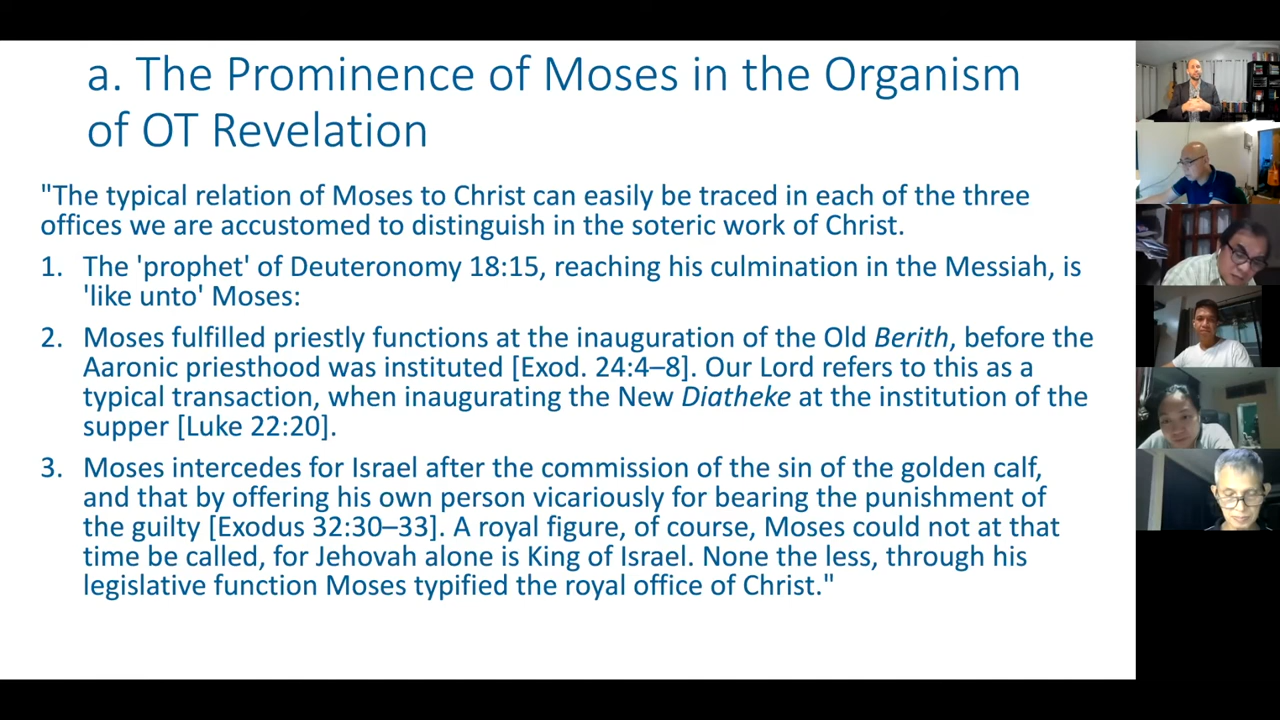 a. The Prominence of Moses in the Organism
of OT Revelation
"The typical relation of Moses to Christ can easily be traced in each of the three
offices we are accustomed to distinguish in the soteric work of Christ.
1. The 'prophet' of Deuteronomy 18:15, reaching his culmination in the Messiah, is
'like unto' Moses:
2. Moses fulfilled priestly functions at the inauguration of the Old Berith, before the
Aaronic priesthood was instituted [Exod. 24:4–8]. Our Lord refers to this as a
typical transaction, when inaugurating the New Diatheke at the institution of the
supper [Luke 22:20].
3. Moses intercedes for Israel after the commission of the sin of the golden calf,
and that by offering his own person vicariously for bearing the punishment of
the guilty [Exodus 32:30–33]. A royal figure, of course, Moses could not at that
time be called, for Jehovah alone is King of Israel. None the less, through his
legislative function Moses typified the royal office of Christ."